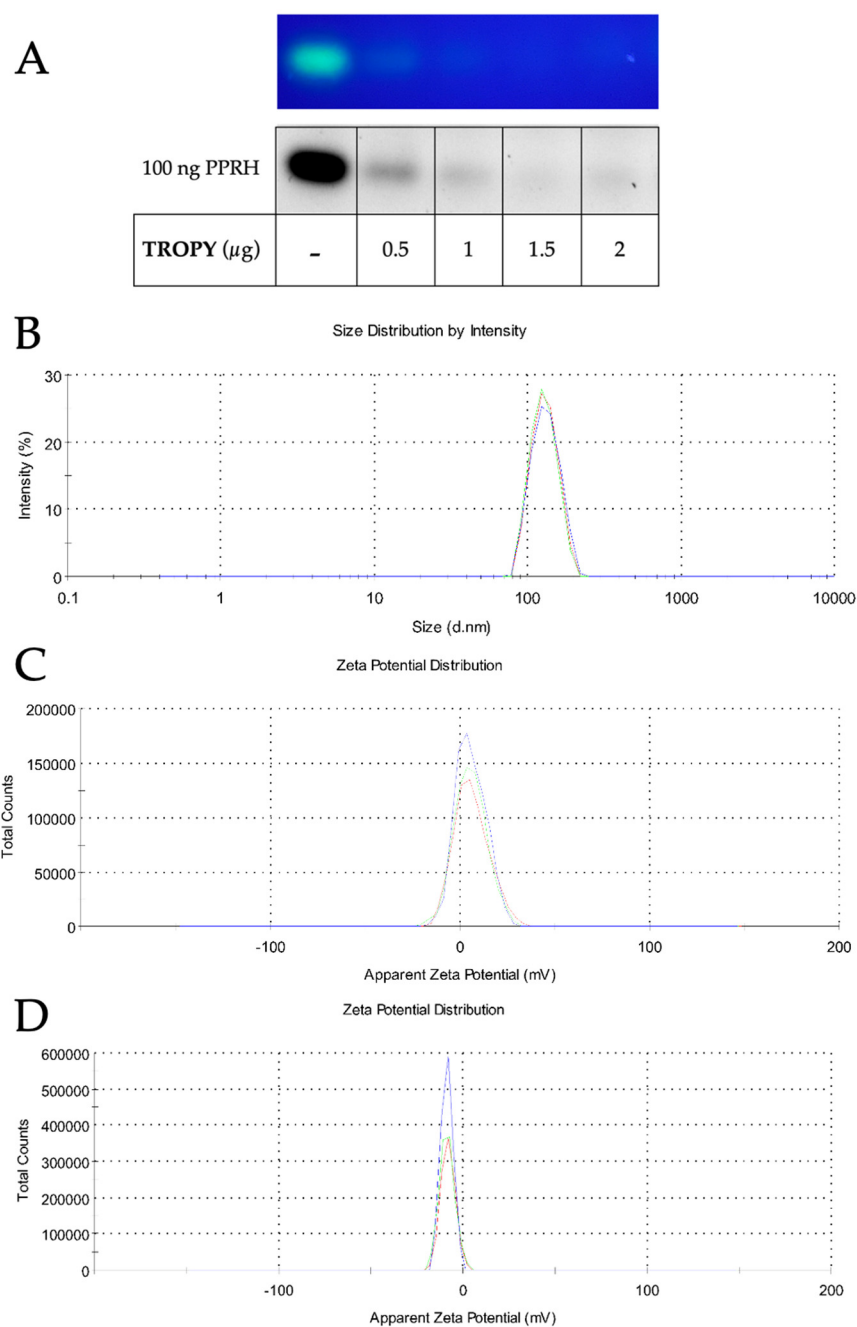 A
100 ng PPRH
TROPY (µg) - 0.5 1 1.5 2
B
Size Distribution by Intensity
30
20
10
0
Intensity (%)
0.1 1 10 100 1000 10000
Size (d.nm)
C
Zeta Potential Distribution
200000
150000
100000
50000
0
Total Counts
-100 0 100 200
Apparent Zeta Potential (mV)
D
Zeta Potential Distribution
600000
500000
400000
300000
200000
100000
0
Total Counts
-100 0 100 200
Apparent Zeta Potential (mV)